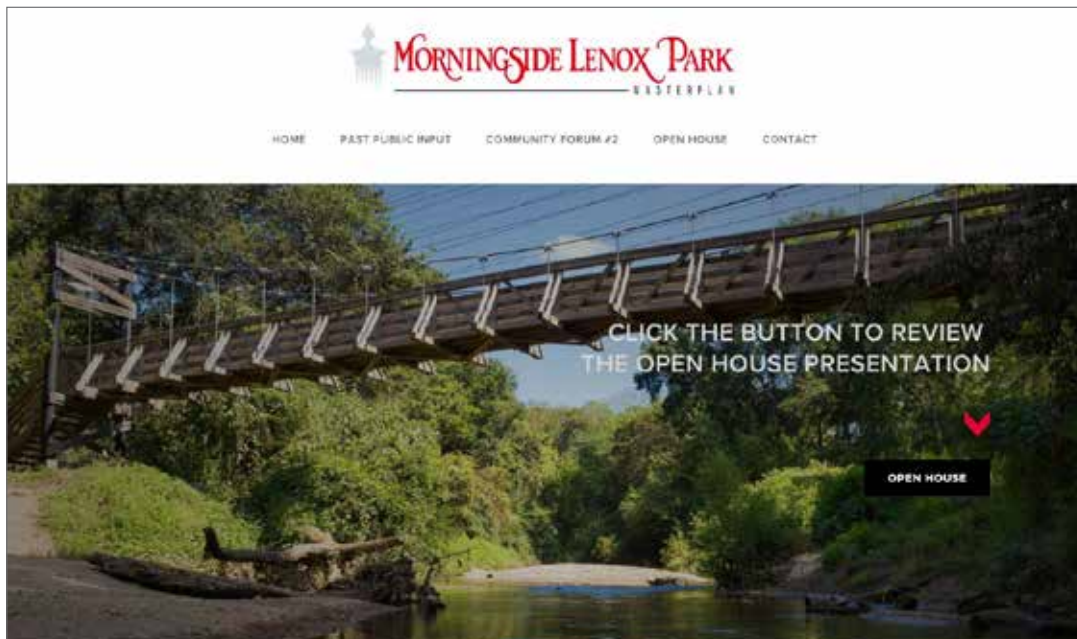 MORNINGSIDE LENOX PARK
MASTERPLAN
HOME PAST PUBLIC INPUT COMMUNITY FORUM #2 OPEN HOUSE CONTACT
CLICK THE BUTTON TO REVIEW
THE OPEN HOUSE PRESENTATION
OPEN HOUSE